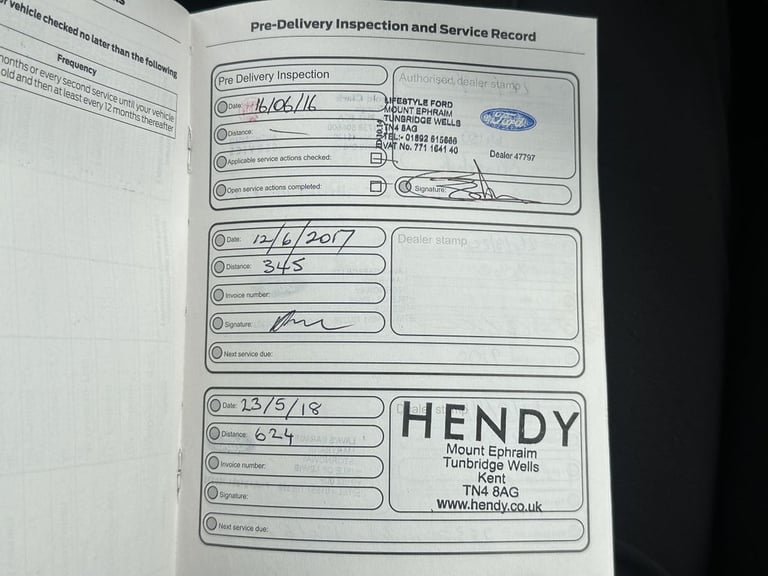 r vehicle checked no later than the following
Frequency
months or every second service until your vehicle
old and then at least every 12 months thereafter
Pre-Delivery Inspection and Service Record
Pre Delivery Inspection
Date: 16/06/16
Distance:
Applicable service actions checked:
Open service actions completed:
Authorised dealer stamp
LIFESTYLE FORD
MOUNT EPHRAIM
TUNBRIDGE WELLS
TN4 8AG
TEL:- 01892 515666
VAT No. 771 1641 40
Ford
Dealer 47797
Signature:
Date: 12/6/2017
Distance: 345
Invoice number:
Signature:
Next service due:
Dealer stamp
Date: 23/5/18
Distance: 624
Invoice number:
Signature:
Next service due:
Dealer stamp
HENDY
Mount Ephraim
Tunbridge Wells
Kent
TN4 8AG
www.hendy.co.uk